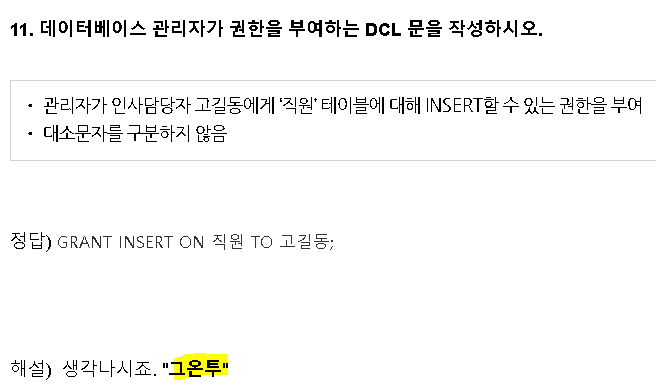 11. 데이터베이스 관리자가 권한을 부여하는 DCL 문을 작성하시오.
• 관리자가 인사담당자 고길동에게 '직원' 테이블에 대해 INSERT할 수 있는 권한을 부여
• 대소문자를 구분하지 않음
정답) GRANT INSERT ON 직원 TO 고길동;
해설) 생각나시죠. "그온투"